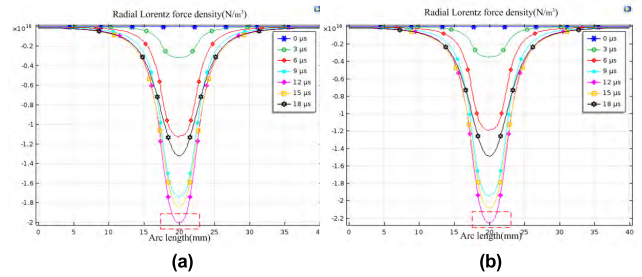 Radial Lorentz force density(N/m³)
×10¹⁰
-0.2
-0.4
-0.6
-0.8
-1
-1.2
-1.4
-1.6
-1.8
-2
0
5
10
15
20
25
30
35
40
0 μs
3 μs
6 μs
9 μs
12 μs
15 μs
18 μs
Arc length(mm)
(a)
Radial Lorentz force density(N/m³)
×10¹⁰
-0.2
-0.4
-0.6
-0.8
-1
-1.2
-1.4
-1.6
-1.8
-2
-2.2
0
5
10
15
20
25
30
35
40
0 μs
3 μs
6 μs
9 μs
12 μs
15 μs
18 μs
Arc length(mm)
(b)